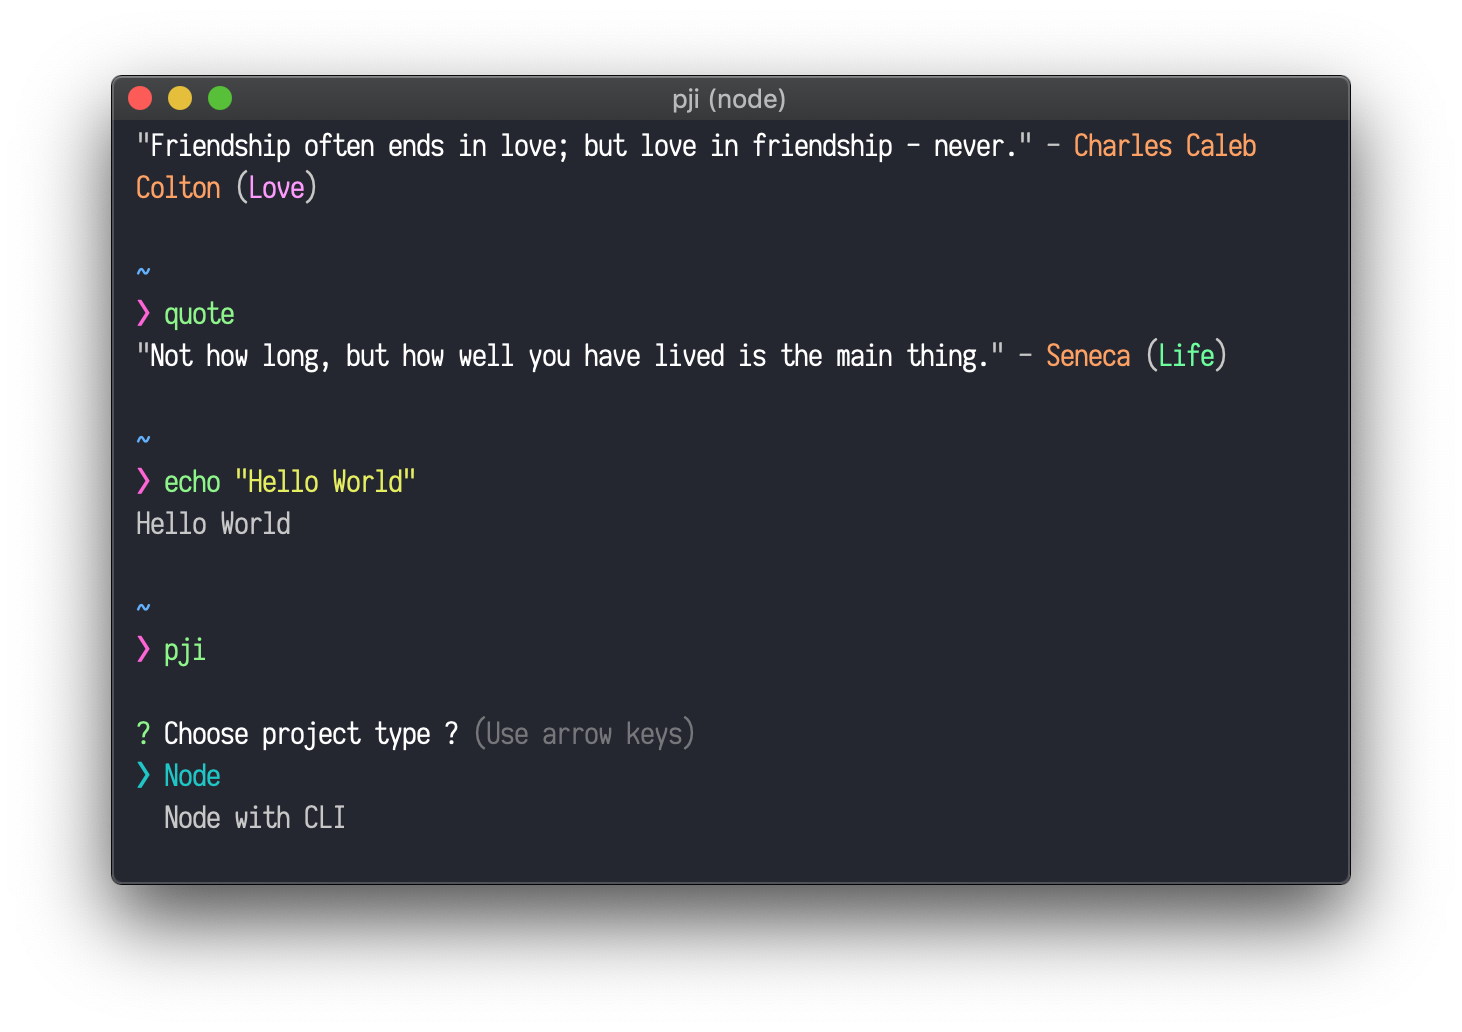 pji (node)
"Friendship often ends in love; but love in friendship - never." - Charles Caleb
Colton (Love)
~
❯ quote
"Not how long, but how well you have lived is the main thing." - Seneca (Life)
~
❯ echo "Hello World"
Hello World
~
❯ pji
? Choose project type ? (Use arrow keys)
❯ Node
Node with CLI